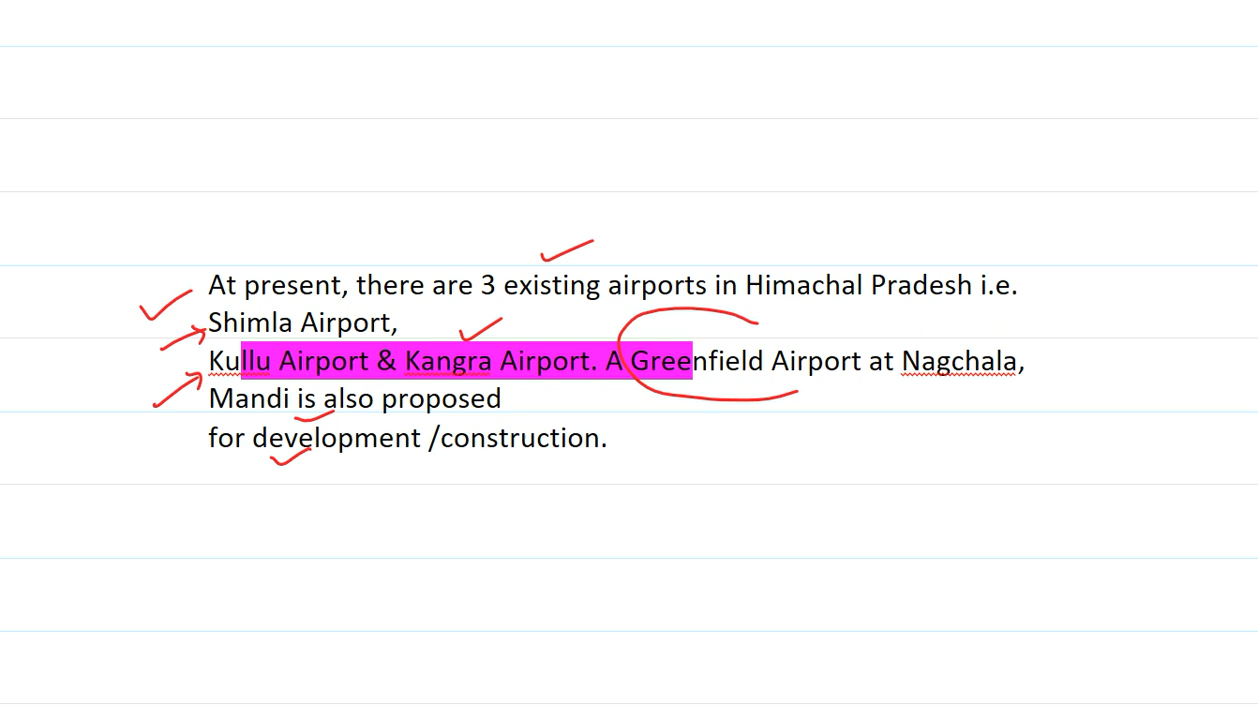 At present, there are 3 existing airports in Himachal Pradesh i.e.
Shimla Airport,
Kullu Airport & Kangra Airport. A Greenfield Airport at Nagchala,
Mandi is also proposed
for development /construction.